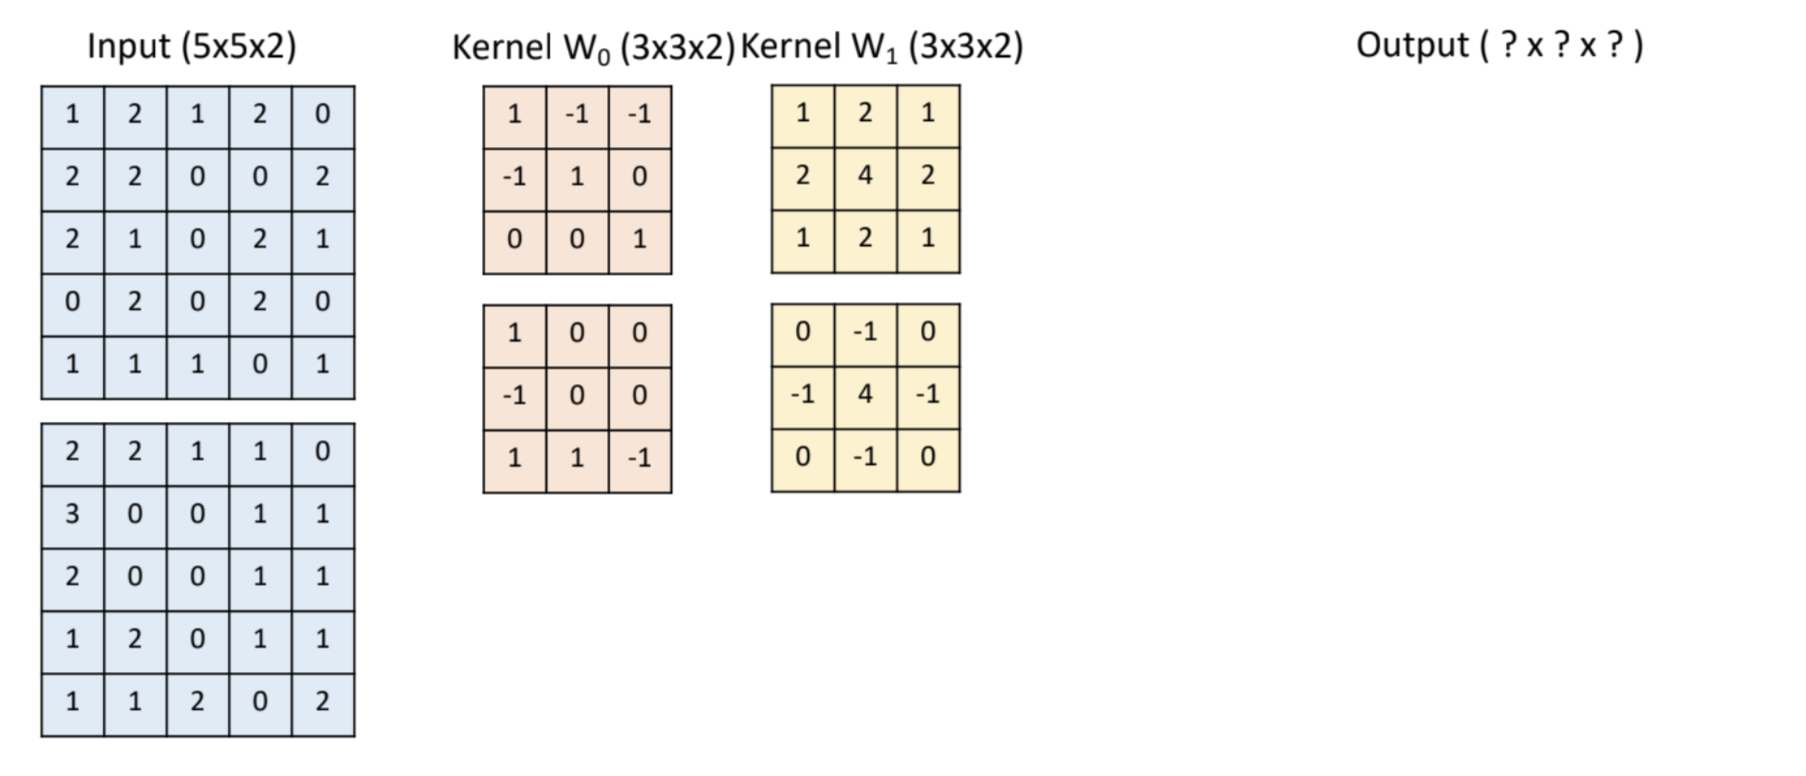 Input (5x5x2)
1 2 1 2 0
2 2 0 0 2
2 1 0 2 1
0 2 0 2 0
1 1 1 0 1
2 2 1 1 0
3 0 0 1 1
2 0 0 1 1
1 2 0 1 1
1 1 2 0 2
Kernel W₀ (3x3x2)
1 -1 -1
-1 1 0
0 0 1
1 0 0
-1 0 0
1 1 -1
Kernel W₁ (3x3x2)
1 2 1
2 4 2
1 2 1
0 -1 0
-1 4 -1
0 -1 0
Output ( ? x ? x ? )